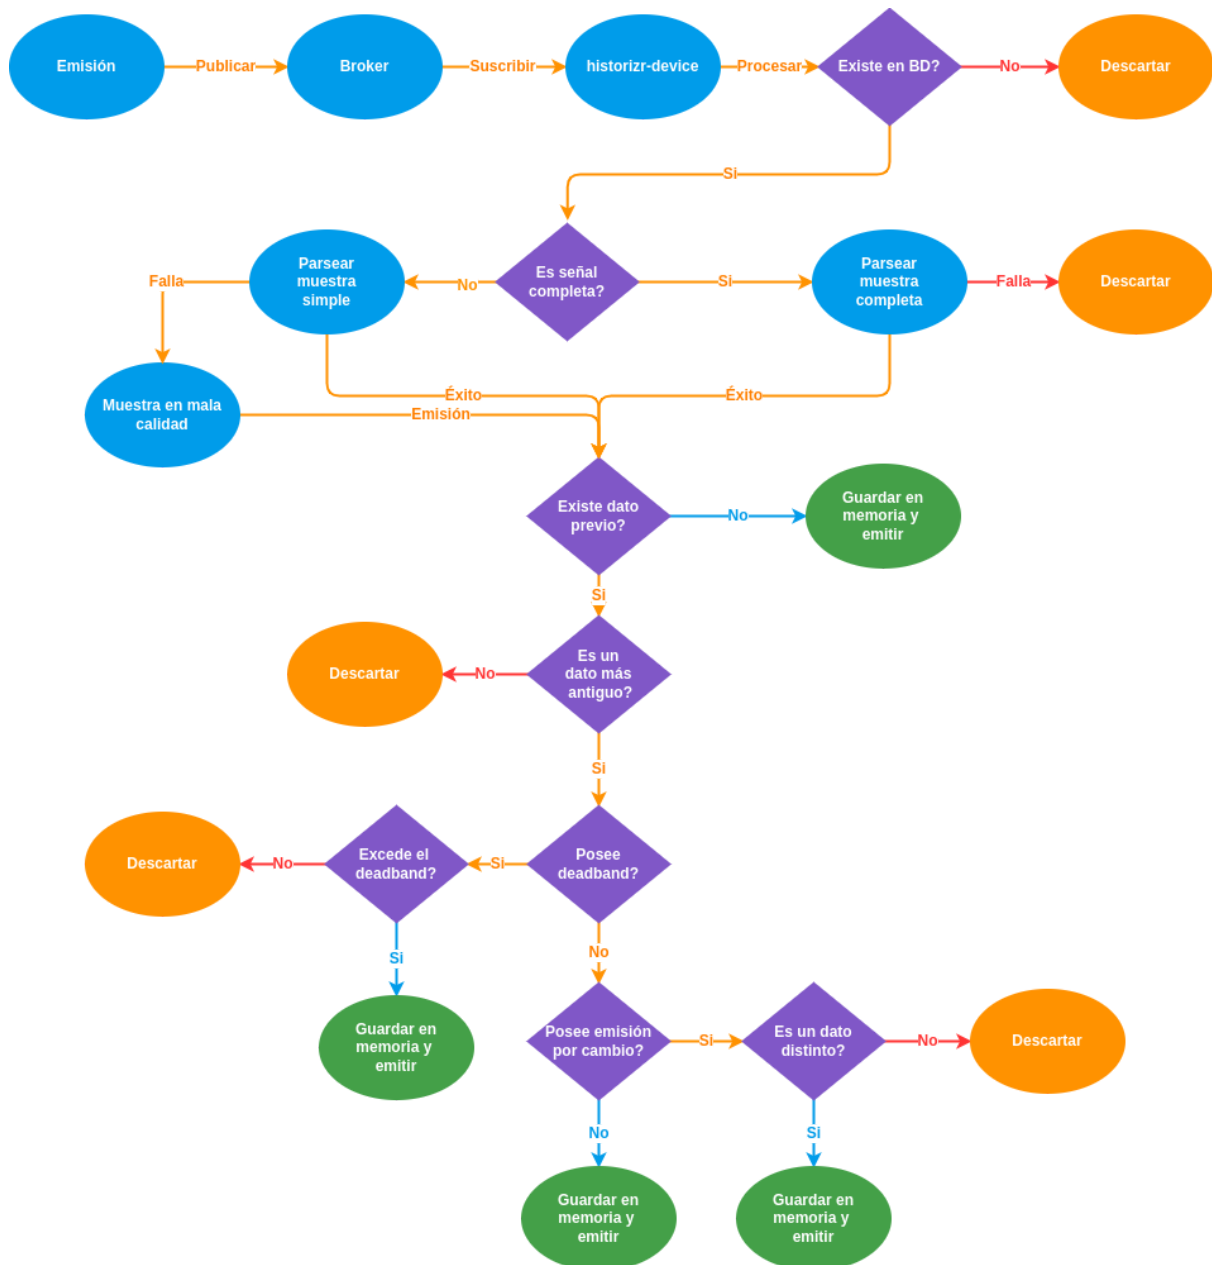 Emisión
Publicar
Broker
Suscribir
historizr-device
Procesar
Existe en BD?
No
Descartar
Si
Parsear
muestra
simple
Falla
No
Es señal
completa?
Si
Parsear
muestra
completa
Falla
Descartar
Muestra en mala
calidad
Éxito
Éxito
Emisión
Existe dato
previo?
No
Guardar en
memoria y
emitir
Si
Es un
dato más
antiguo?
No
Descartar
Si
Descartar
No
Excede el
deadband?
Si
Posee
deadband?
Si
No
Guardar en
memoria y
emitir
Posee emisión
por cambio?
Si
Es un dato
distinto?
No
Descartar
No
Si
Guardar en
memoria y
emitir
Guardar en
memoria y
emitir